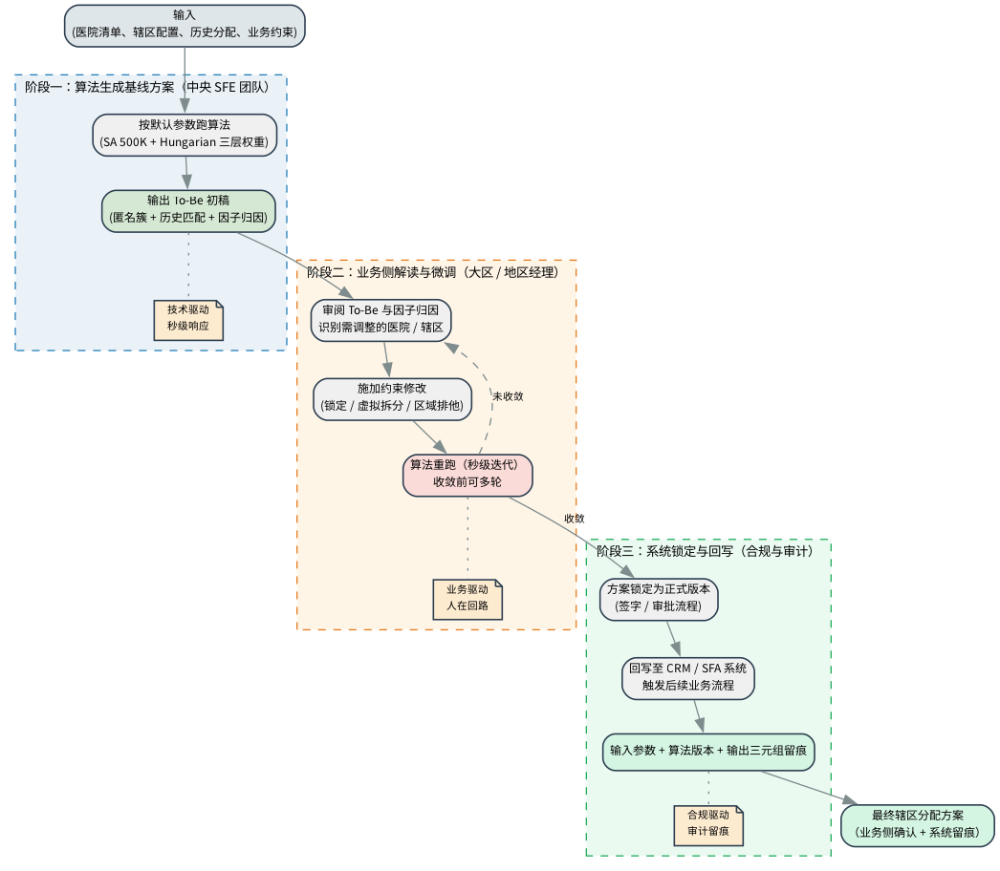 输入
(医院清单、辖区配置、历史分配、业务约束)
阶段一：算法生成基线方案（中央 SFE 团队）
按默认参数跑算法
(SA 500K + Hungarian 三层权重)
输出 To-Be 初稿
(匿名簇 + 历史匹配 + 因子归因)
技术驱动
秒级响应
阶段二：业务侧解读与微调（大区 / 地区经理）
审阅 To-Be 与因子归因
识别需调整的医院 / 辖区
施加约束修改
(锁定 / 虚拟拆分 / 区域排他)
未收敛
算法重跑（秒级迭代）
收敛前可多轮
收敛
业务驱动
人在回路
阶段三：系统锁定与回写（合规与审计）
方案锁定为正式版本
(签字 / 审批流程)
回写至 CRM / SFA 系统
触发后续业务流程
输入参数 + 算法版本 + 输出三元组留痕
合规驱动
审计留痕
最终辖区分配方案
（业务侧确认 + 系统留痕）